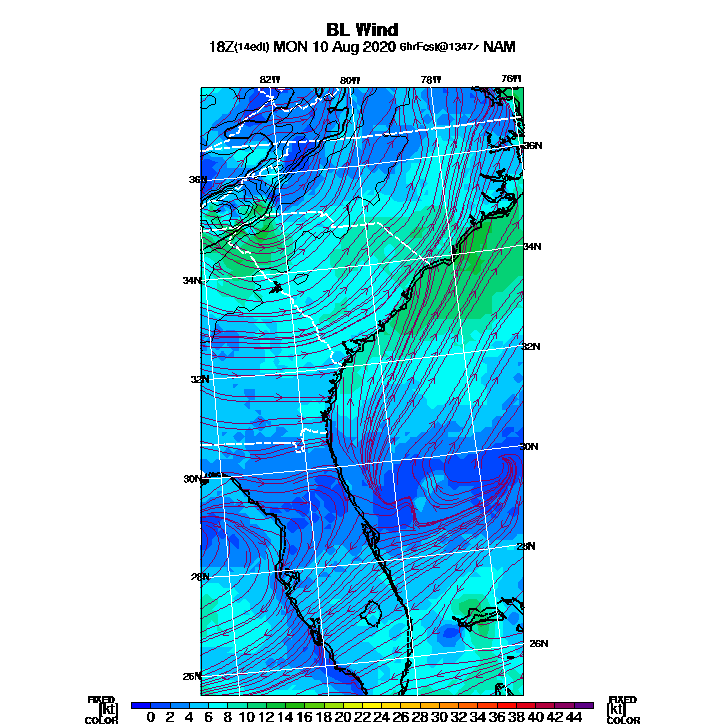 BL Wind
18Z(14edt) MON 10 Aug 2020 6hrFcst@1347z NAM
82W 80W 78W 76W
36N 36N
34N 34N
32N 32N
30N 30N
28N 28N
26N 26N
FIXED FIXED
[kt] 0 2 4 6 8 10 12 14 16 18 20 22 24 26 28 30 32 34 36 38 40 42 44 [kt]
COLOR COLOR